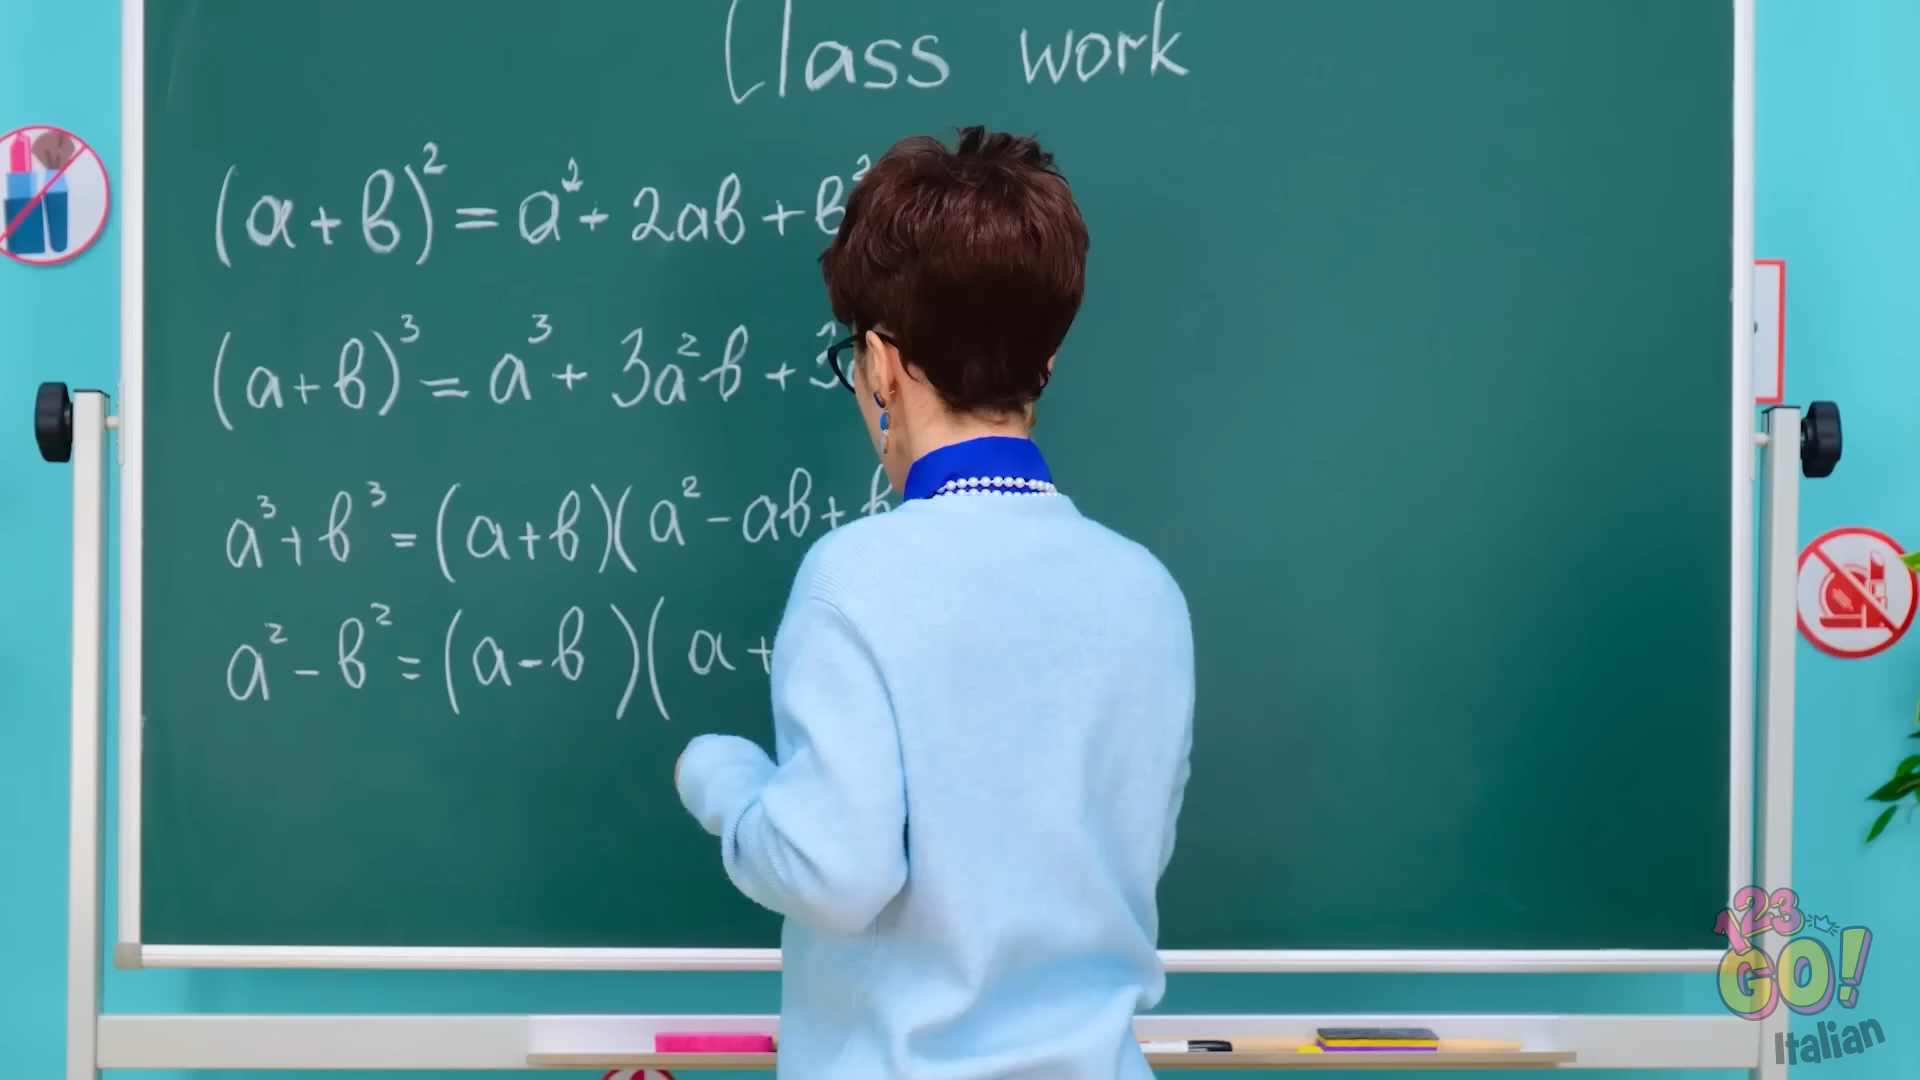 Class work
(a+b)² = a² + 2ab + b²
(a+b)³ = a³ + 3a²b + 3
a³+b³ = (a+b)(a²-ab+b
a²-b² = (a-b)(a+
123
GO!
Italian